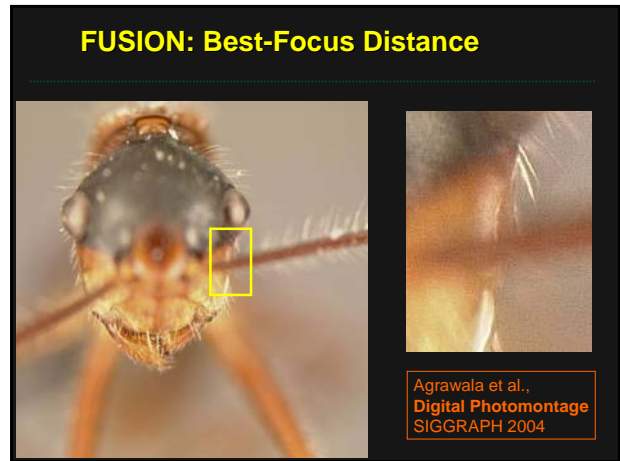 FUSION: Best-Focus Distance
Agrawala et al.,
Digital Photomontage
SIGGRAPH 2004